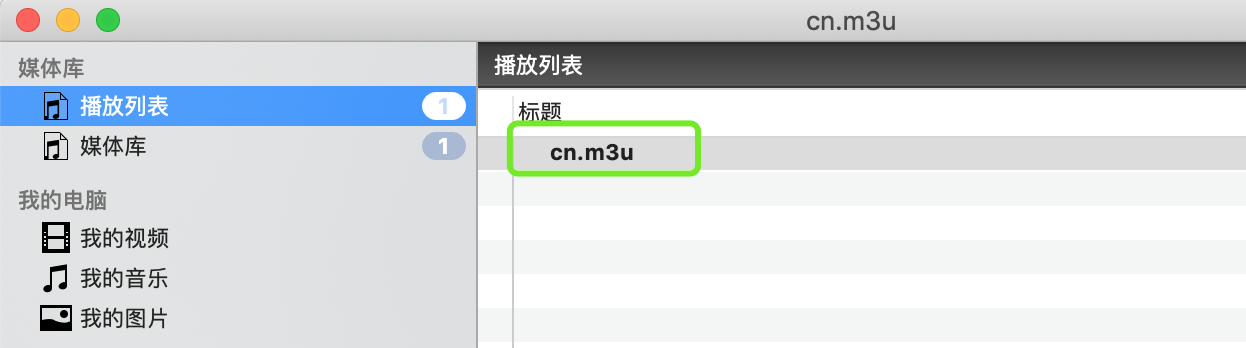 cn.m3u
媒体库
播放列表 1
媒体库 1
我的电脑
我的视频
我的音乐
我的图片
播放列表
标题
cn.m3u